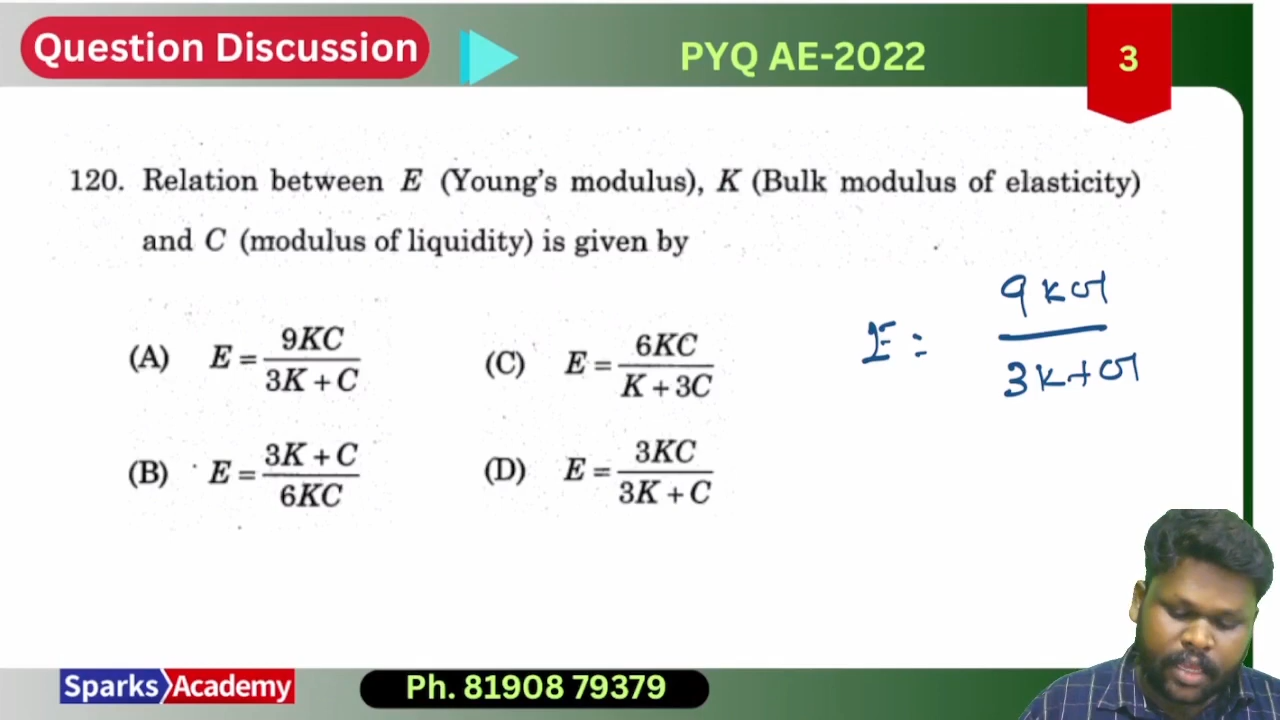 Question Discussion
PYQ AE-2022
3
120. Relation between E (Young's modulus), K (Bulk modulus of elasticity)
and C (modulus of liquidity) is given by
(A) E = 9KC / 3K + C
(C) E = 6KC / K + 3C
(B) E = 3K + C / 6KC
(D) E = 3KC / 3K + C
E = 9KG / 3K+G
Sparks Academy
Ph. 81908 79379